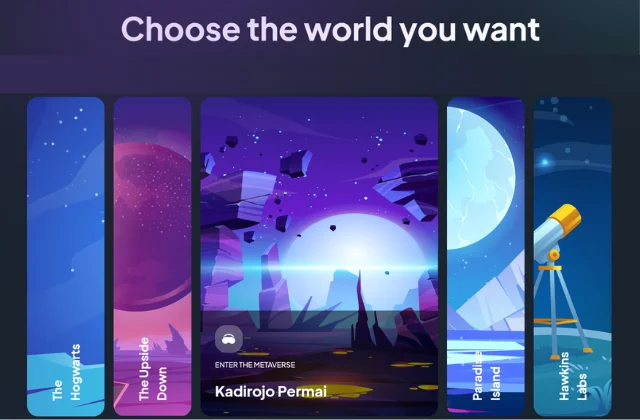 Choose the world you want
The
Hogwarts
The Upside
Down
ENTER THE METAVERSE
Kadirojo Permai
Paradise
Island
Hawkins
Labs